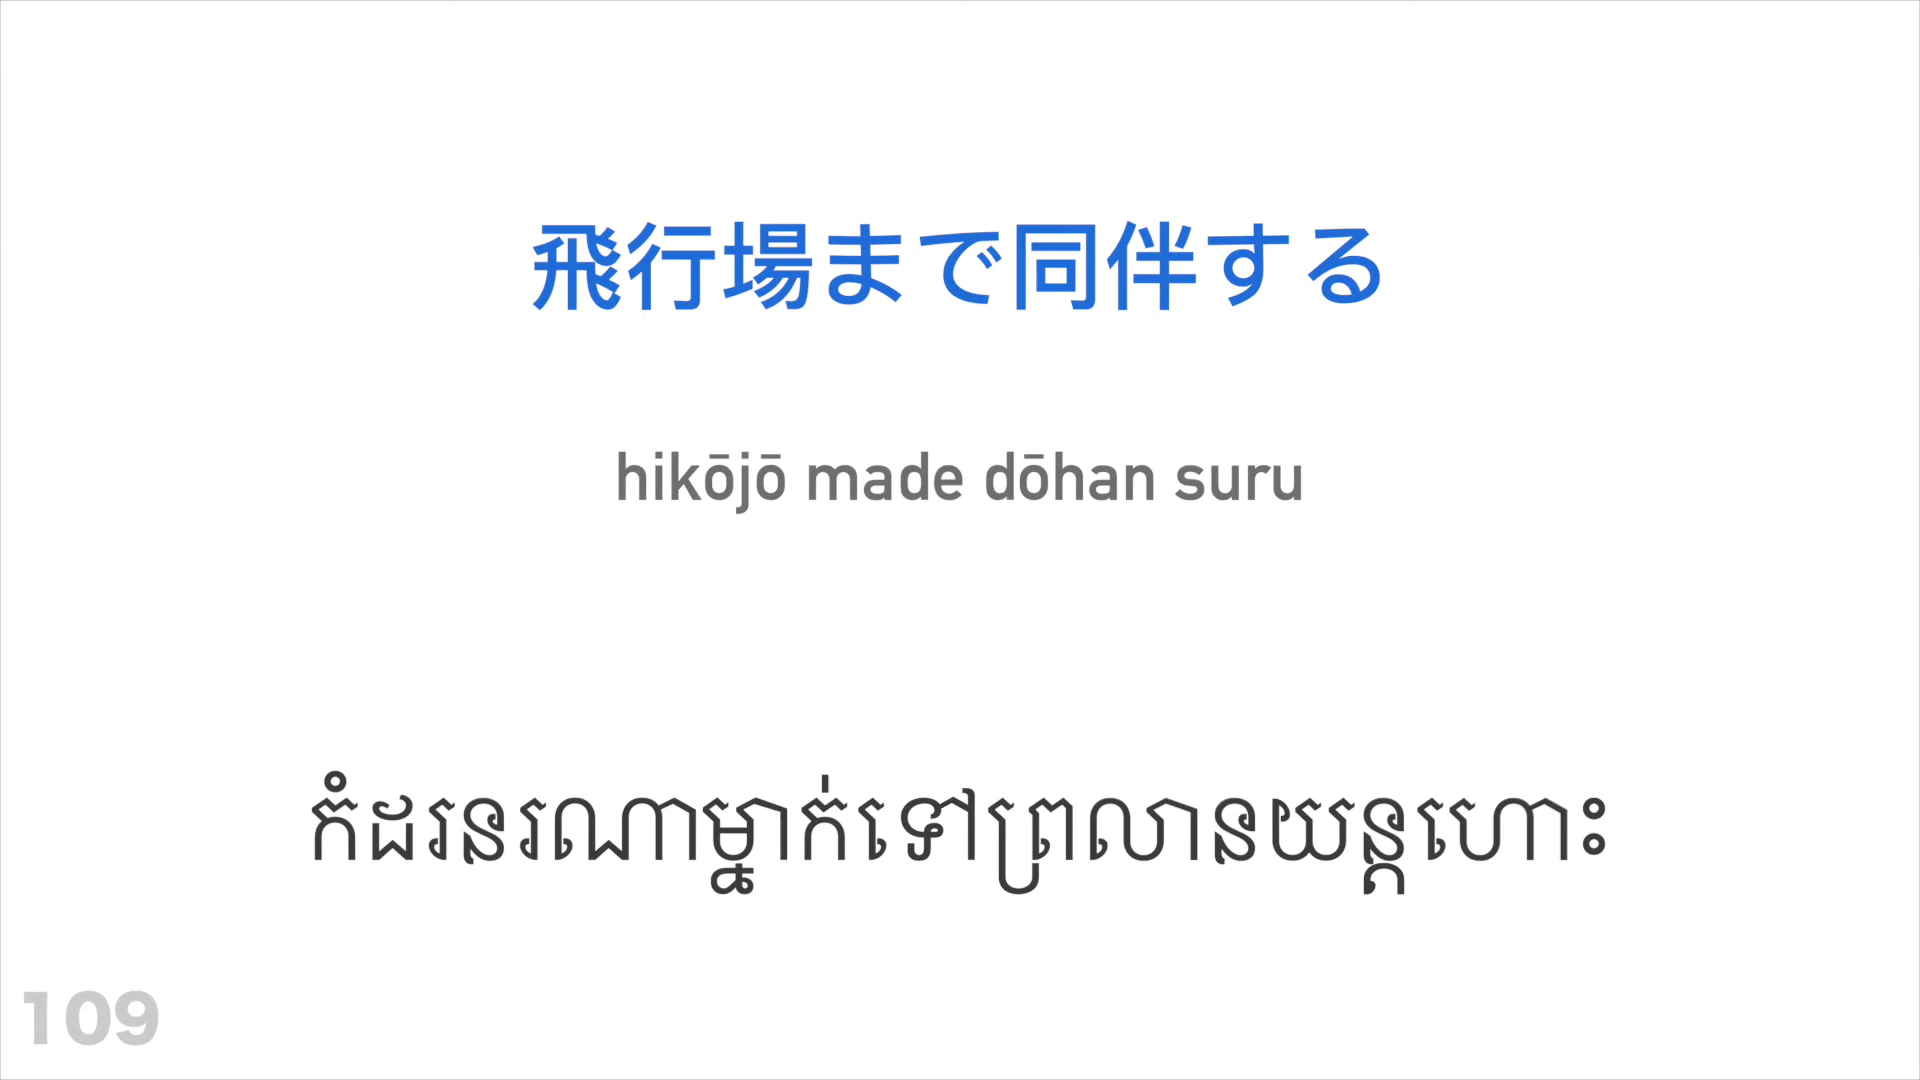 飛行場まで同伴する
hikōjō made dōhan suru
កំដរនរណាម្នាក់ទៅព្រលានយន្តហោះ
109